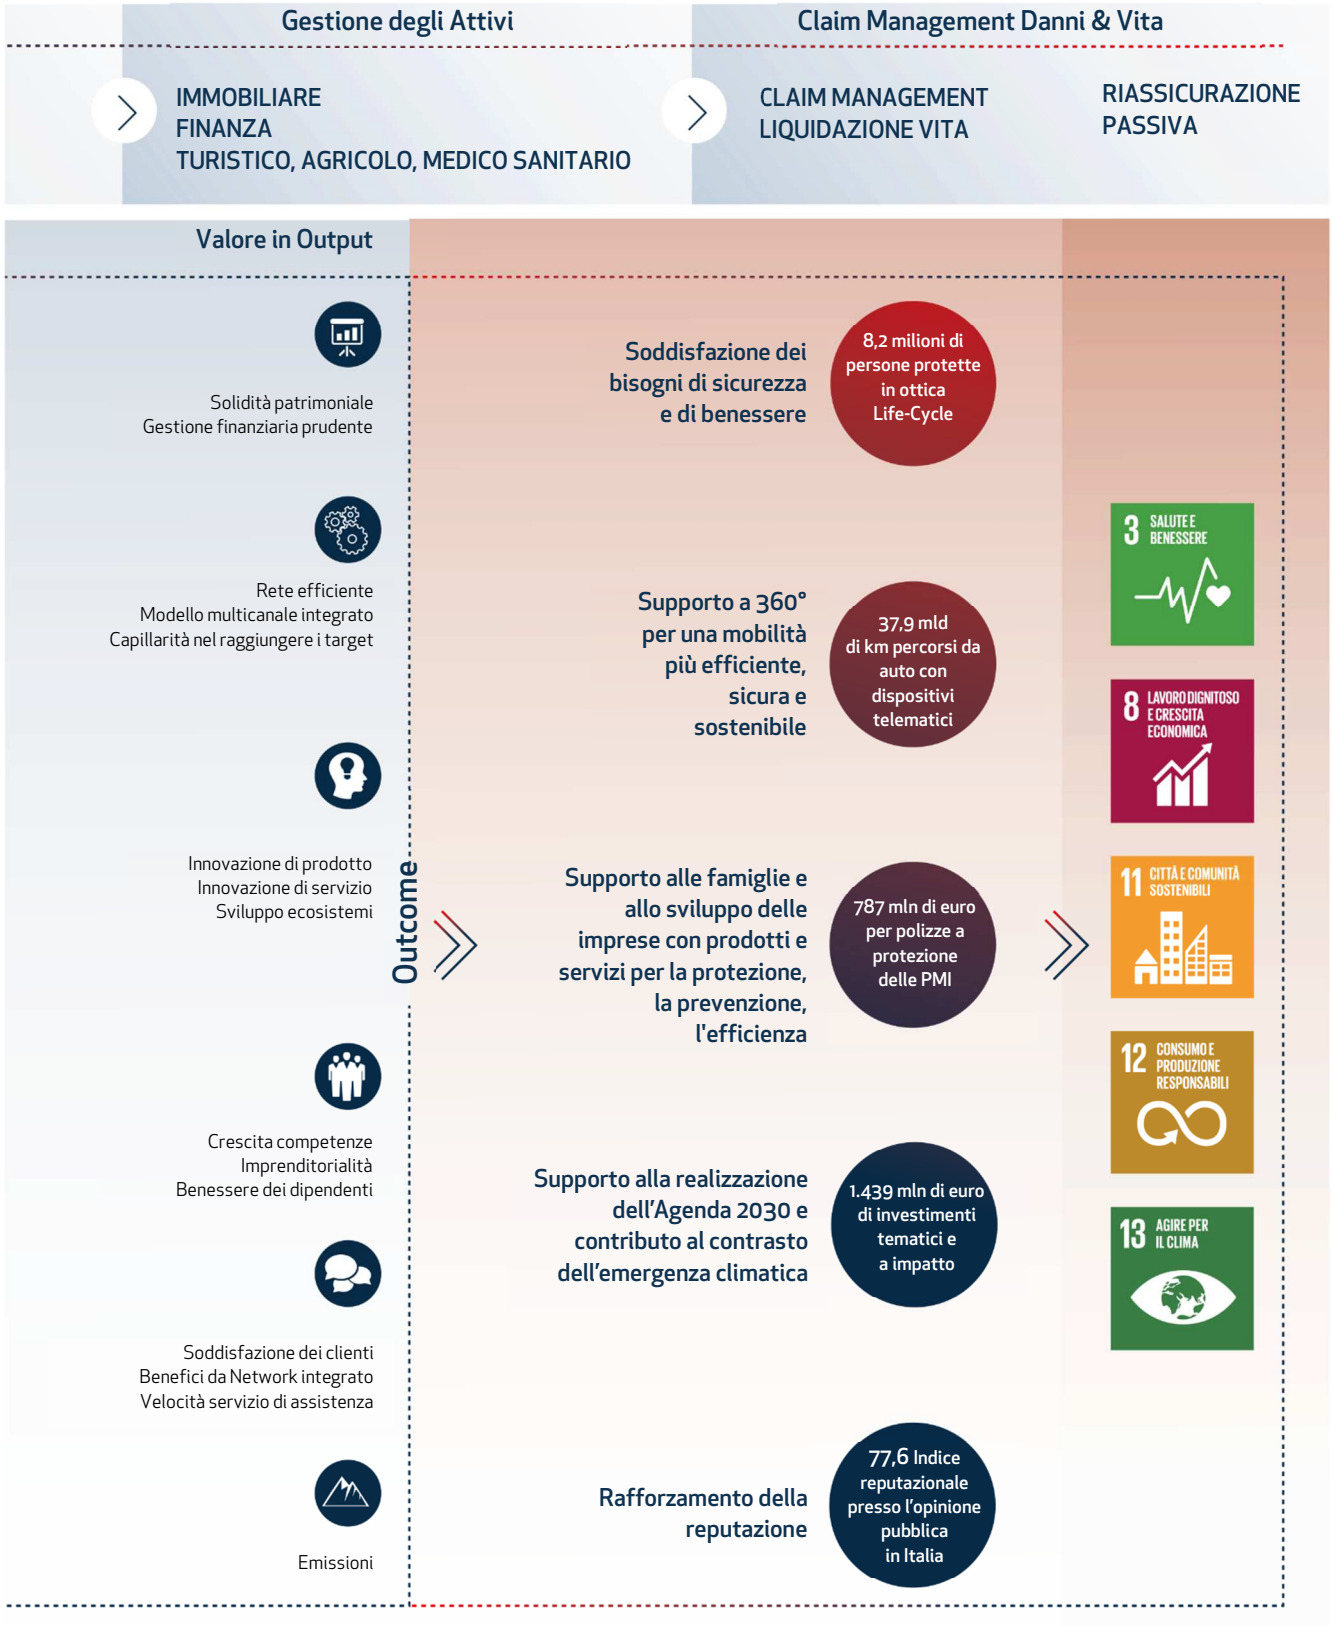 Gestione degli Attivi
Claim Management Danni & Vita
IMMOBILIARE
FINANZA
TURISTICO, AGRICOLO, MEDICO SANITARIO
CLAIM MANAGEMENT
LIQUIDAZIONE VITA
RIASSICURAZIONE
PASSIVA
Valore in Output
Solidità patrimoniale
Gestione finanziaria prudente
Rete efficiente
Modello multicanale integrato
Capillarità nel raggiungere i target
Innovazione di prodotto
Innovazione di servizio
Sviluppo ecosistemi
Crescita competenze
Imprenditorialità
Benessere dei dipendenti
Soddisfazione dei clienti
Benefici da Network integrato
Velocità servizio di assistenza
Emissioni
Outcome
Soddisfazione dei
bisogni di sicurezza
e di benessere
8,2 milioni di
persone protette
in ottica
Life-Cycle
Supporto a 360°
per una mobilità
più efficiente,
sicura e
sostenibile
37,9 mld
di km percorsi da
auto con
dispositivi
telematici
Supporto alle famiglie e
allo sviluppo delle
imprese con prodotti e
servizi per la protezione,
la prevenzione,
l'efficienza
787 mln di euro
per polizze a
protezione
delle PMI
Supporto alla realizzazione
dell’Agenda 2030 e
contributo al contrasto
dell’emergenza climatica
1.439 mln di euro
di investimenti
tematici e
a impatto
Rafforzamento della
reputazione
77,6 Indice
reputazionale
presso l’opinione
pubblica
in Italia
3 SALUTE E
BENESSERE
8 LAVORO DIGNITOSO
E CRESCITA
ECONOMICA
11 CITTÀ E COMUNITÀ
SOSTENIBILI
12 CONSUMO E
PRODUZIONE
RESPONSABILI
13 AGIRE PER
IL CLIMA